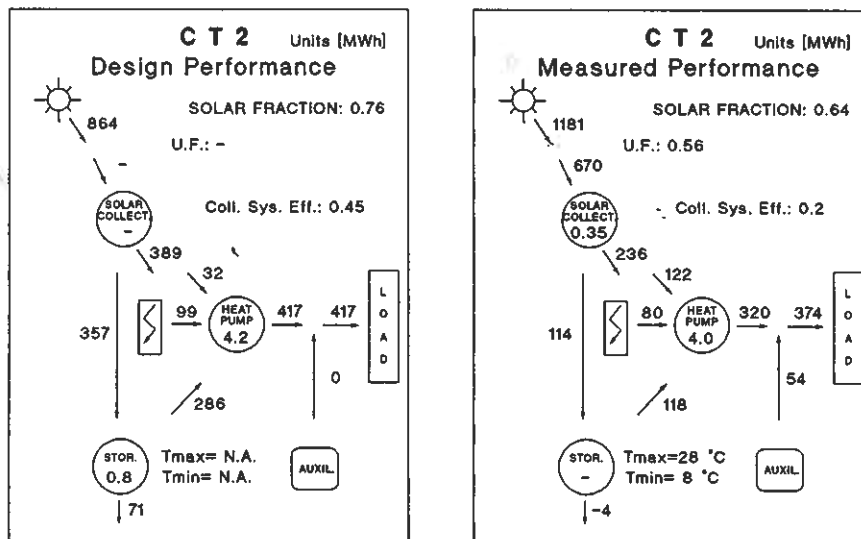 C T 2 Units [MWh]
Design Performance
SOLAR FRACTION: 0.76
864
U.F.: -
-
SOLAR
COLLECT.
-
Coll. Sys. Eff.: 0.45
389
32
357
99
HEAT
PUMP
4.2
417
417
LOAD
0
286
STOR.
0.8
Tmax= N.A.
Tmin= N.A.
AUXIL.
71
C T 2 Units [MWh]
Measured Performance
SOLAR FRACTION: 0.64
1181
U.F.: 0.56
670
SOLAR
COLLECT.
0.35
Coll. Sys. Eff.: 0.2
236
122
114
80
HEAT
PUMP
4.0
320
374
LOAD
54
118
STOR.
-
Tmax=28 °C
Tmin= 8 °C
AUXIL.
-4